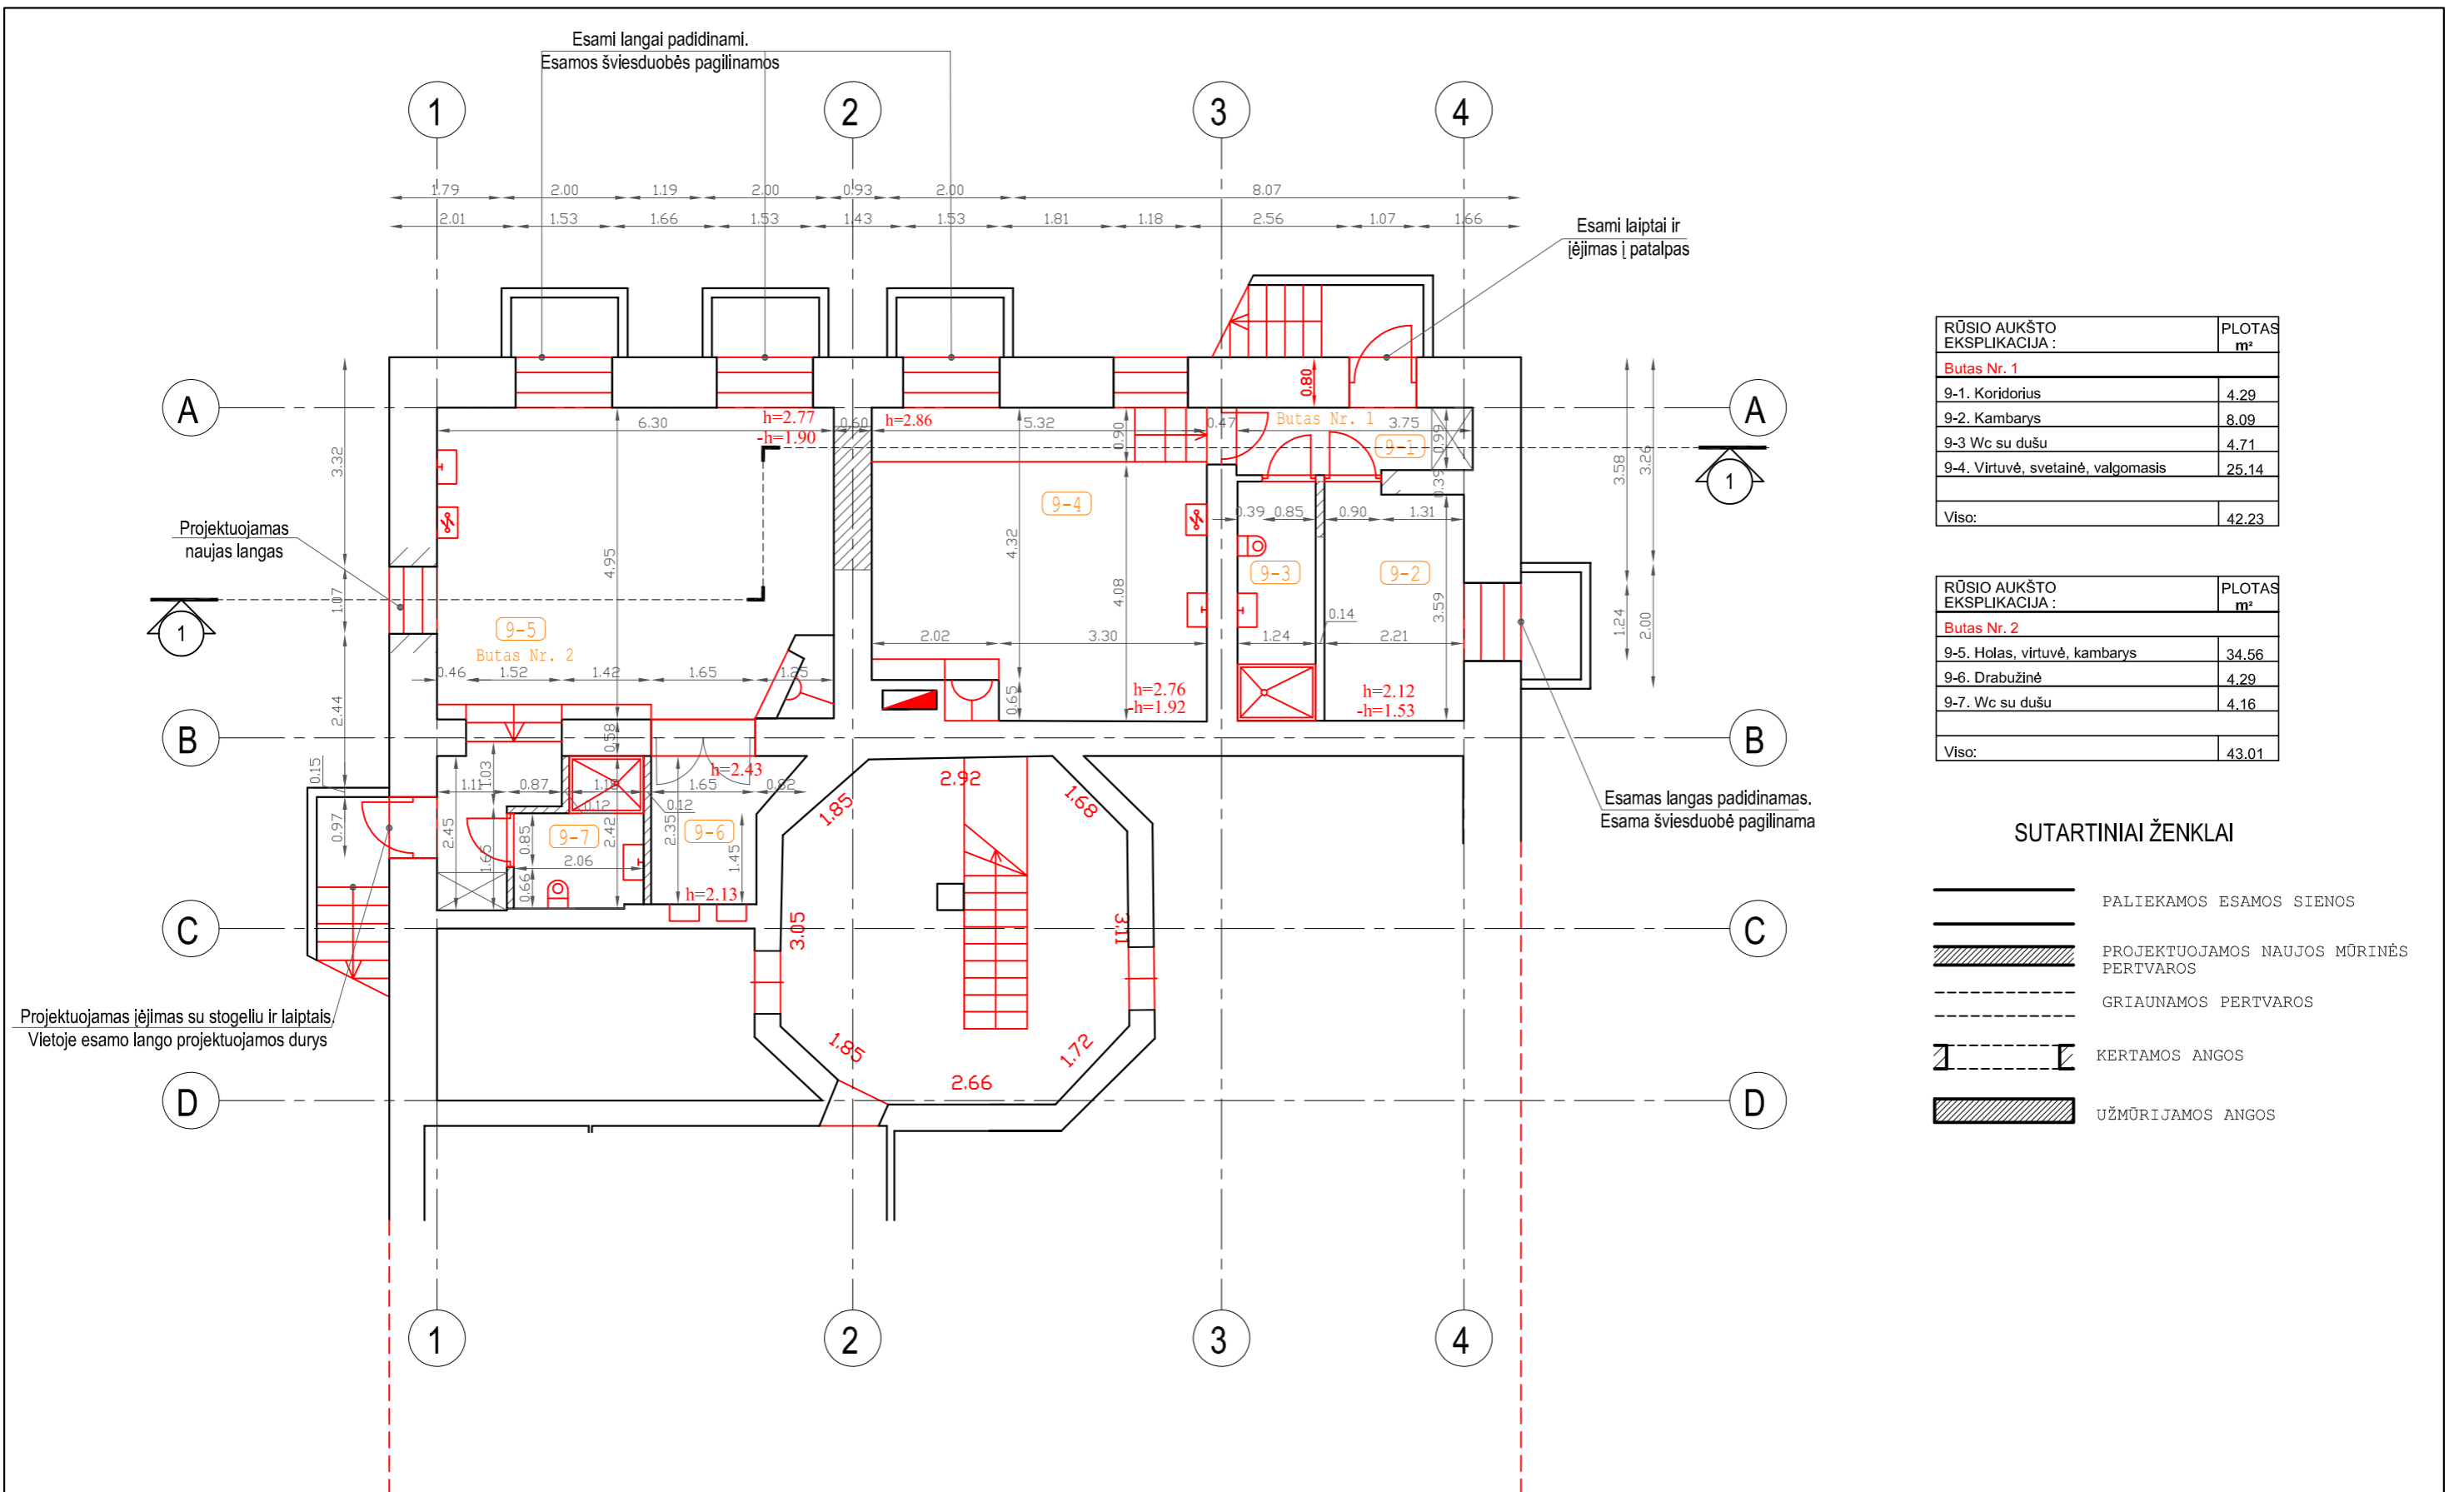 Esami langai padidinami.
Esamos šviesduobės pagilinamos
1
2
3
4
1.79
2.00
1.19
2.00
0.93
2.00
8.07
2.01
1.53
1.66
1.53
1.43
1.53
1.81
1.18
2.56
1.07
1.66
Esami laiptai ir
įėjimas į patalpas
A
A
0.80
h=2.77
-h=1.90
h=2.86
6.30
0.60
5.32
0.90
0.47
Butas Nr. 1
3.75
9-1
0.99
0.39
3.32
3.58
3.26
1
9-4
Projektuojamas
naujas langas
0.39
0.85
0.90
1.31
4.95
4.32
4.08
9-3
9-2
1.07
3.59
1.24
2.00
1
9-5
Butas Nr. 2
0.14
2.02
3.30
1.24
2.21
0.46
1.52
1.42
1.65
1.25
2.44
0.65
h=2.76
-h=1.92
h=2.12
-h=1.53
B
B
0.58
h=2.43
0.15
1.03
1.11
0.87
1.18
1.65
0.82
0.12
0.12
2.92
1.85
1.68
0.97
2.45
1.65
0.85
9-7
2.42
2.35
9-6
1.45
2.06
0.66
h=2.13
C
C
3.05
3.11
Projektuojamas įėjimas su stogeliu ir laiptais.
Vietoje esamo lango projektuojamos durys
1.85
1.72
2.66
D
D
1
2
3
4
Esamas langas padidinamas.
Esama šviesduobė pagilinama
RŪSIO AUKŠTO PLOTAS
EKSPLIKACIJA : m²
Butas Nr. 1
9-1. Koridorius 4.29
9-2. Kambarys 8.09
9-3 Wc su dušu 4.71
9-4. Virtuvė, svetainė, valgomasis 25.14
Viso: 42.23
RŪSIO AUKŠTO PLOTAS
EKSPLIKACIJA : m²
Butas Nr. 2
9-5. Holas, virtuvė, kambarys 34.56
9-6. Drabužinė 4.29
9-7. Wc su dušu 4.16
Viso: 43.01
SUTARTINIAI ŽENKLAI
PALIEKAMOS ESAMOS SIENOS
PROJEKTUOJAMOS NAUJOS MŪRINĖS
PERTVAROS
GRIAUNAMOS PERTVAROS
KERTAMOS ANGOS
UŽMŪRIJAMOS ANGOS